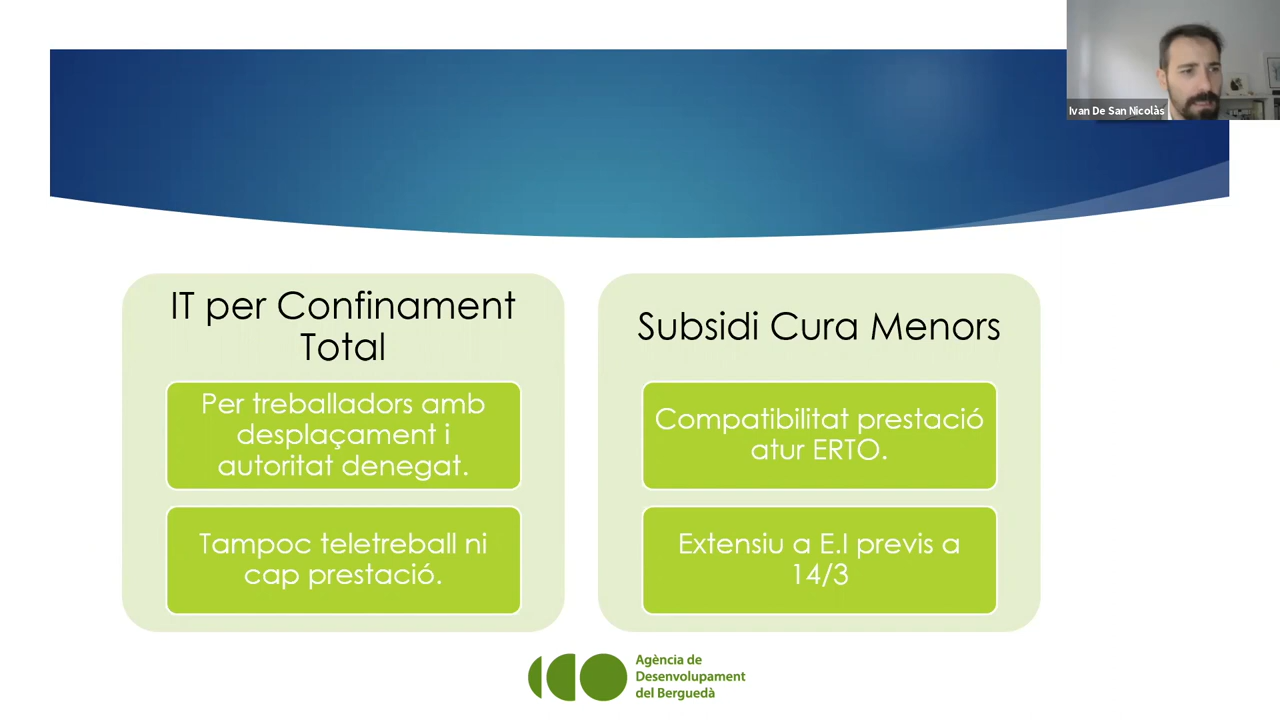 Ivan De San Nicolàs
IT per Confinament
Total
Per treballadors amb
desplaçament i
autoritat denegat.
Tampoc teletreball ni
cap prestació.
Subsidi Cura Menors
Compatibilitat prestació
atur ERTO.
Extensiu a E.I previs a
14/3
Agència de
Desenvolupament
del Berguedà